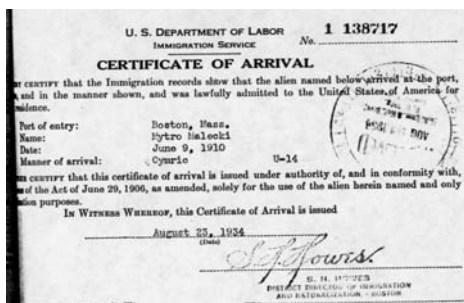 U. S. DEPARTMENT OF LABOR
IMMIGRATION SERVICE
No. 1 138717
CERTIFICATE OF ARRIVAL
CERTIFY that the Immigration records show that the alien named below arrived at the port,
and in the manner shown, and was lawfully admitted to the United States of America for
Port of entry: Boston, Mass.
Name: Mytro Malecki
Date: June 9, 1910
Manner of arrival: Cymric U-14
CERTIFY that this certificate of arrival is issued under authority of, and in conformity with,
of the Act of June 29, 1906, as amended, solely for the use of the alien herein named and only
purposes.
IN WITNESS WHEREOF, this Certificate of Arrival is issued
August 23, 1934
(Date)
S. H. HOWES
DISTRICT DIRECTOR OF IMMIGRATION
AND NATURALIZATION - BOSTON